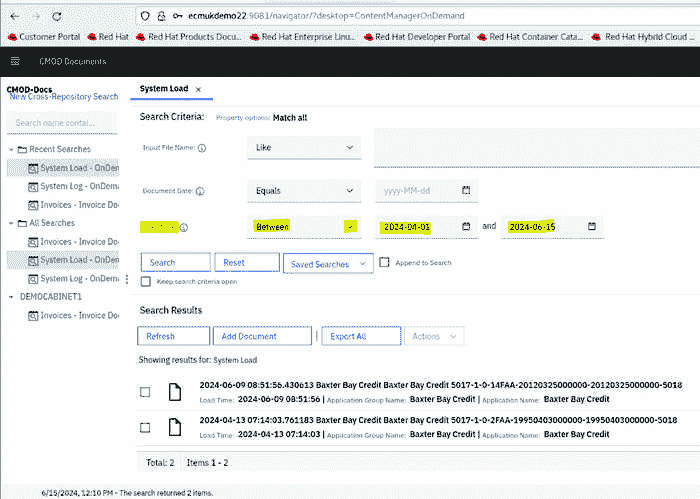 ecmukdemo22:9081/navigator/?desktop=ContentManagerOnDemand
Customer Portal Red Hat Red Hat Products Docu... Red Hat Enterprise Linu... Red Hat Developer Portal Red Hat Container Cata... Red Hat Hybrid Cloud ...
CMOD Documents
CMOD-Docs
New Cross-Repository Search
Search name contai...
Recent Searches
System Load - OnDem
System Log - OnDema
Invoices - Invoice Do
All Searches
Invoices - Invoice Do
System Load - OnDem
System Log - OnDema
DEMOCABINET1
Invoices - Invoice Do
System Load ×
Search Criteria: Property options: Match all
Input File Name: Like
Document Date: Equals yyyy-MM-dd
Between 2024-04-01 and 2024-06-15
Search Reset Saved Searches Append to Search
Keep search criteria open
Search Results
Refresh Add Document Export All Actions
Showing results for: System Load
2024-06-09 08:51:56.430613 Baxter Bay Credit Baxter Bay Credit 5017-1-0-14FAA-20120325000000-20120325000000-5018
Load Time: 2024-06-09 08:51:56 | Application Group Name: Baxter Bay Credit | Application Name: Baxter Bay Credit
2024-04-13 07:14:03.761183 Baxter Bay Credit Baxter Bay Credit 5017-1-0-2FAA-19950403000000-19950403000000-5018
Load Time: 2024-04-13 07:14:03 | Application Group Name: Baxter Bay Credit | Application Name: Baxter Bay Credit
Total: 2 Items 1 - 2
6/15/2024, 12:10 PM - The search returned 2 items.